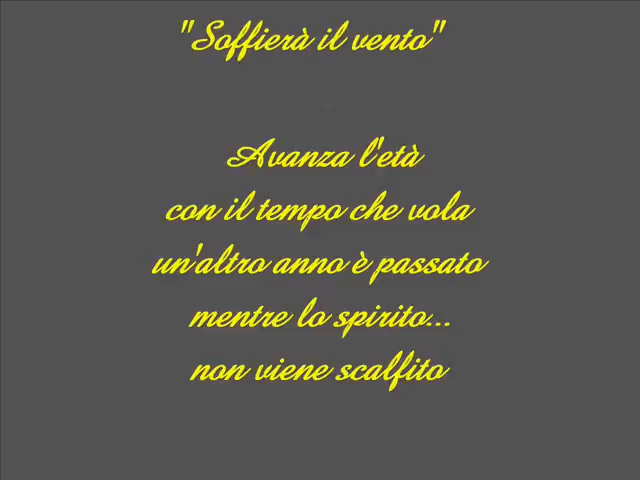 "Soffierà il vento"
Avanza l'età
con il tempo che vola
un'altro anno è passato
mentre lo spirito...
non viene scalfito